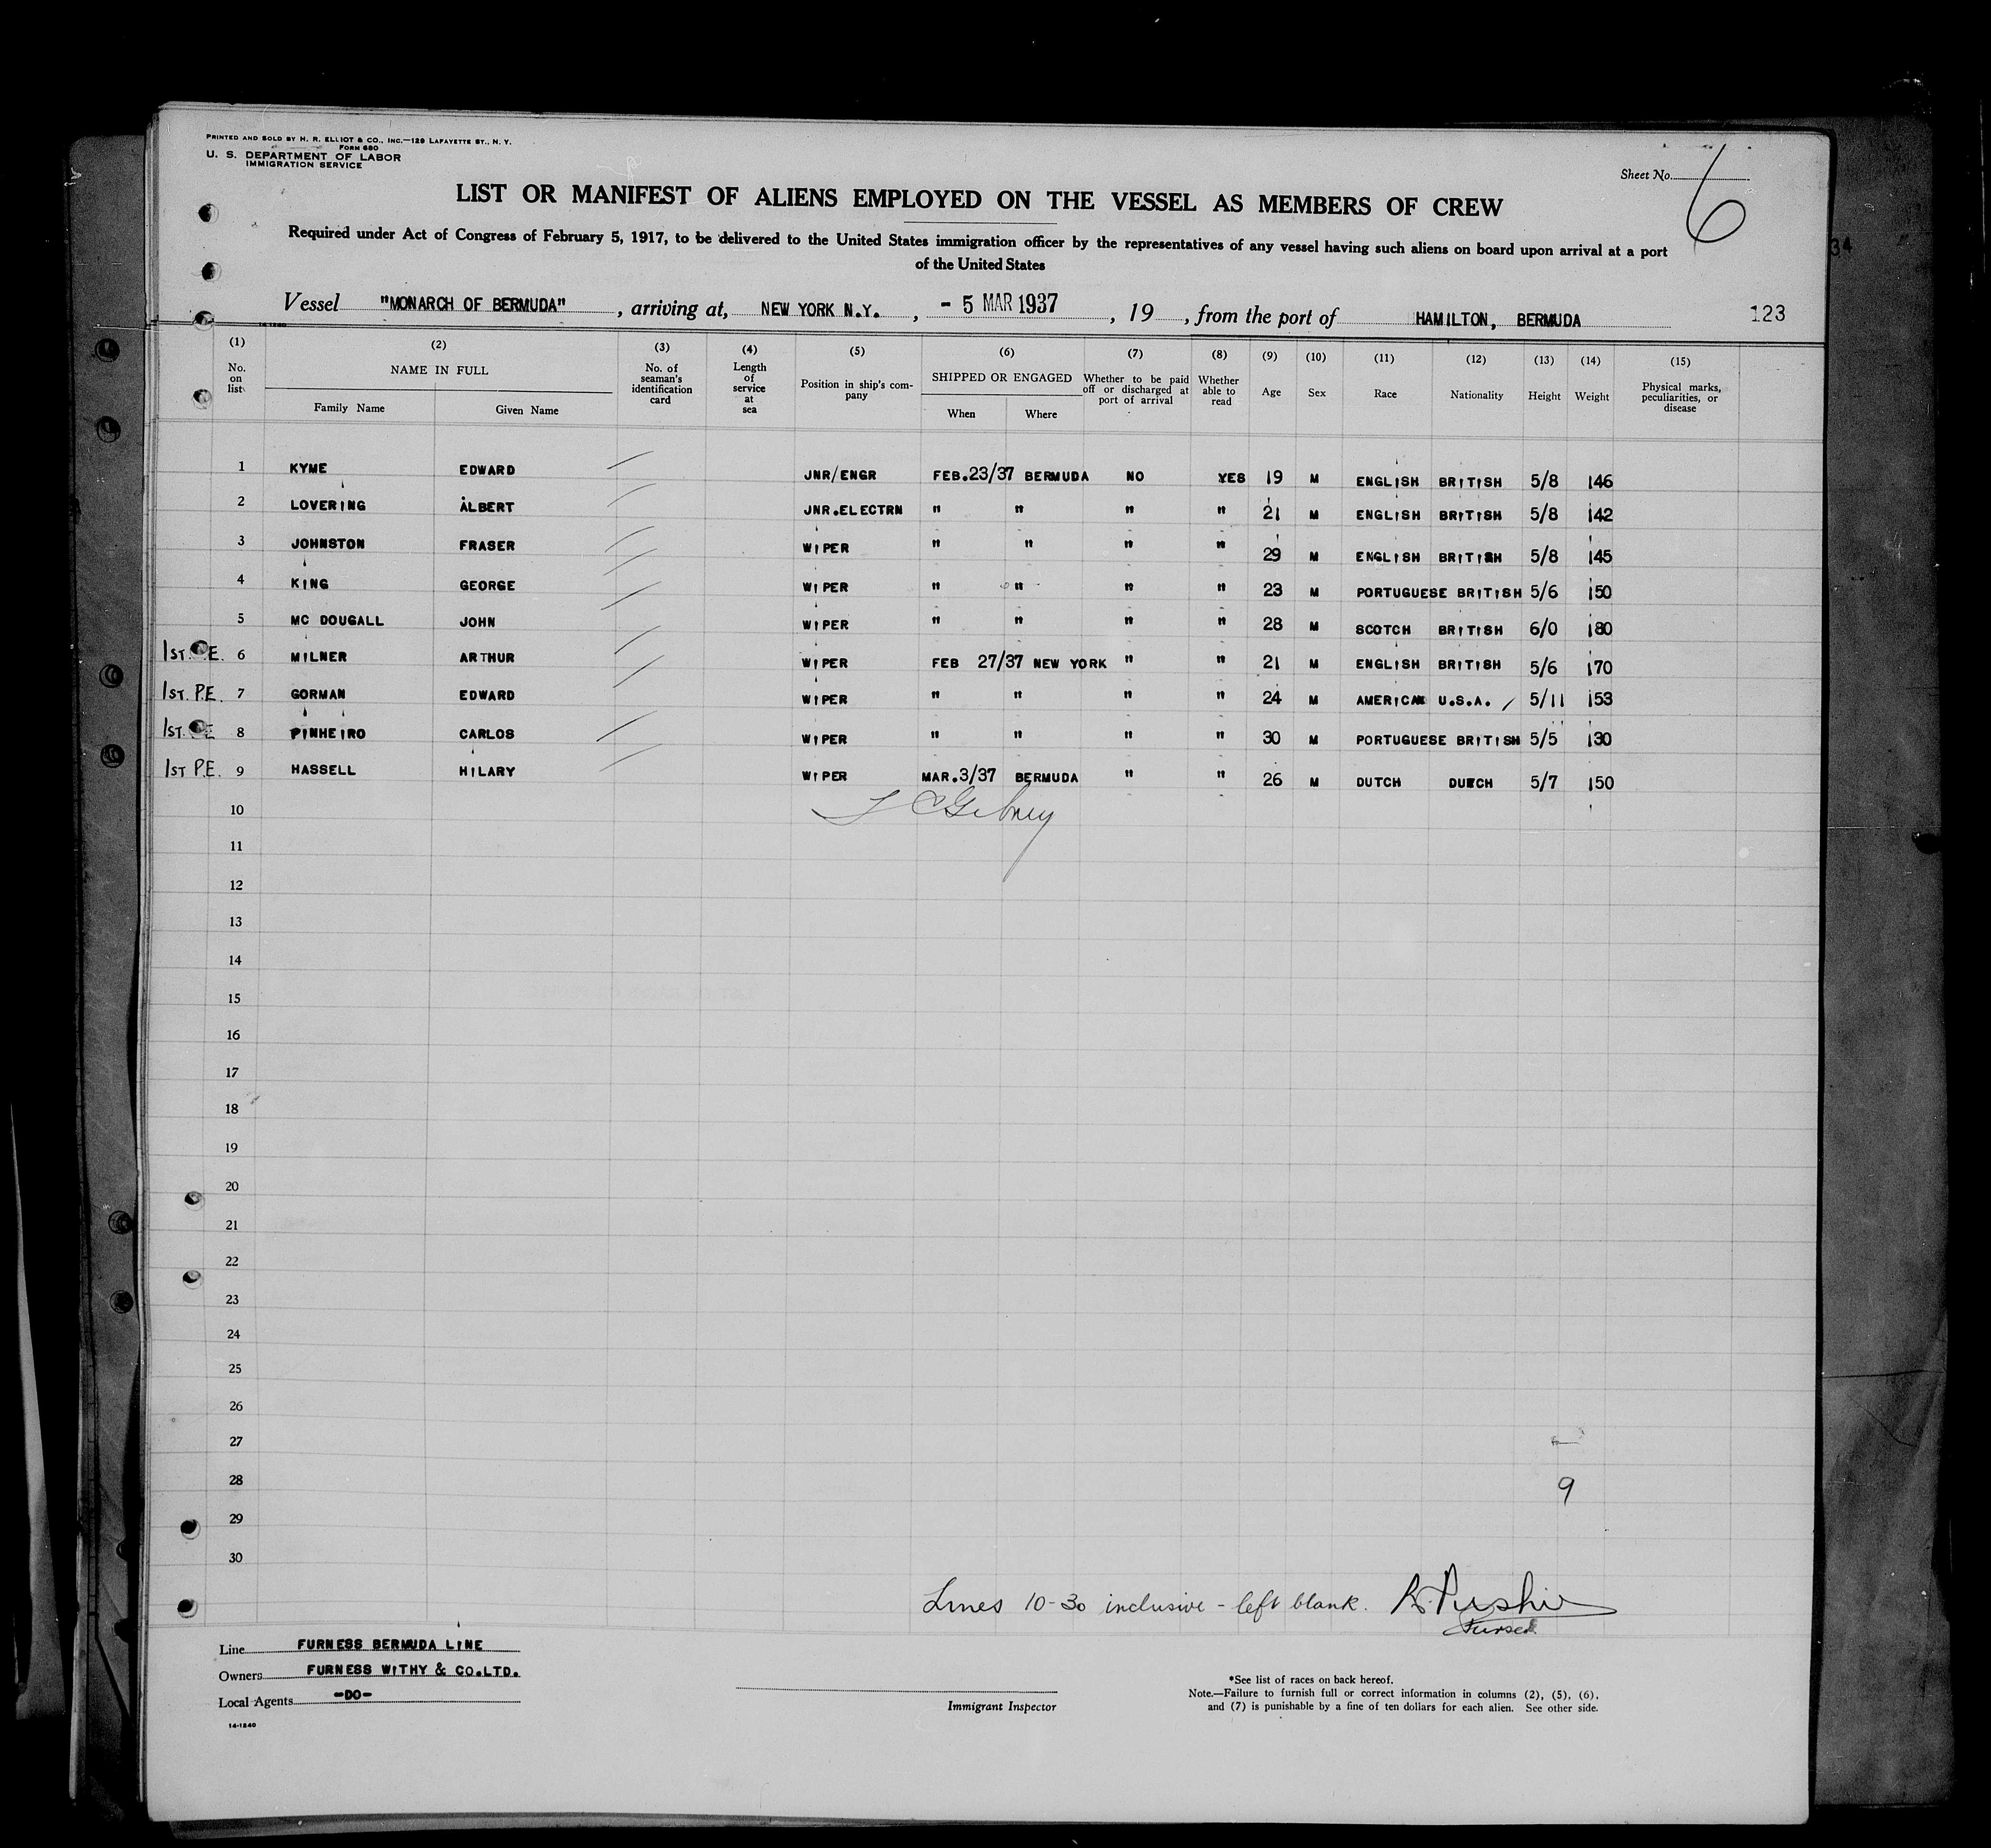 PRINTED AND SOLD BY H. R. ELLIOT & CO., INC.—129 LAFAYETTE ST., N. Y.
FORM 680
U. S. DEPARTMENT OF LABOR
IMMIGRATION SERVICE
Sheet No. 6
LIST OR MANIFEST OF ALIENS EMPLOYED ON THE VESSEL AS MEMBERS OF CREW
Required under Act of Congress of February 5, 1917, to be delivered to the United States immigration officer by the representatives of any vessel having such aliens on board upon arrival at a port
of the United States
34
Vessel "MONARCH OF BERMUDA", arriving at, NEW YORK N.Y., - 5 MAR 1937, 19, from the port of HAMILTON, BERMUDA 123
14-1240
(1) (2) (3) (4) (5) (6) (7) (8) (9) (10) (11) (12) (13) (14) (15)
No. on list NAME IN FULL Family Name Given Name No. of seaman's identification card Length of service at sea Position in ship's company SHIPPED OR ENGAGED When Where Whether to be paid off or discharged at port of arrival Whether able to read Age Sex Race Nationality Height Weight Physical marks, peculiarities, or disease
1 KYME EDWARD JNR/ENGR FEB.23/37 BERMUDA NO YES 19 M ENGLISH BRITISH 5/8 146
2 LOVERING ALBERT JNR.ELECTRN " " " " 21 M ENGLISH BRITISH 5/8 142
3 JOHNSTON FRASER WIPER " " " " 29 M ENGLISH BRITISH 5/8 145
4 KING GEORGE WIPER " " " " 23 M PORTUGUESE BRITISH 5/6 150
5 MC DOUGALL JOHN WIPER " " " " 28 M SCOTCH BRITISH 6/0 180
1ST. P.E. 6 MILNER ARTHUR WIPER FEB 27/37 NEW YORK " " 21 M ENGLISH BRITISH 5/6 170
1ST. P.E. 7 GORMAN EDWARD WIPER " " " " 24 M AMERICAN U.S.A. 5/11 153
1ST. P.E. 8 PINHEIRO CARLOS WIPER " " " " 30 M PORTUGUESE BRITISH 5/5 130
1ST P.E. 9 HASSELL HILARY WIPER MAR.3/37 BERMUDA " " 26 M DUTCH DUTCH 5/7 150
10
11
12
13
14
15
16
17
18
19
20
21
22
23
24
25
26
27
28 9
29
30
Lines 10-30 inclusive - left blank.
Purser
Line FURNESS BERMUDA LINE
Owners FURNESS WITHY & CO.LTD.
Local Agents -DO-
14-1240
Immigrant Inspector
*See list of races on back hereof.
Note.—Failure to furnish full or correct information in columns (2), (5), (6),
and (7) is punishable by a fine of ten dollars for each alien. See other side.